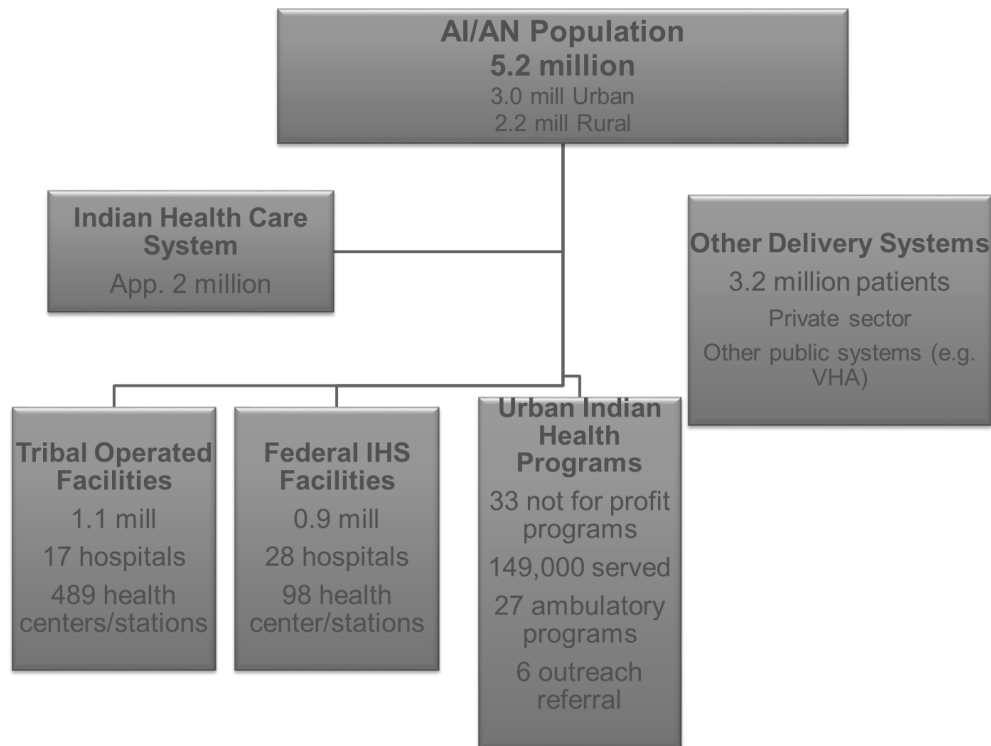 AI/AN Population
5.2 million
3.0 mill Urban
2.2 mill Rural
Indian Health Care
System
App. 2 million
Other Delivery Systems
3.2 million patients
Private sector
Other public systems (e.g.
VHA)
Tribal Operated
Facilities
1.1 mill
17 hospitals
489 health
centers/stations
Federal IHS
Facilities
0.9 mill
28 hospitals
98 health
center/stations
Urban Indian
Health
Programs
33 not for profit
programs
149,000 served
27 ambulatory
programs
6 outreach
referral